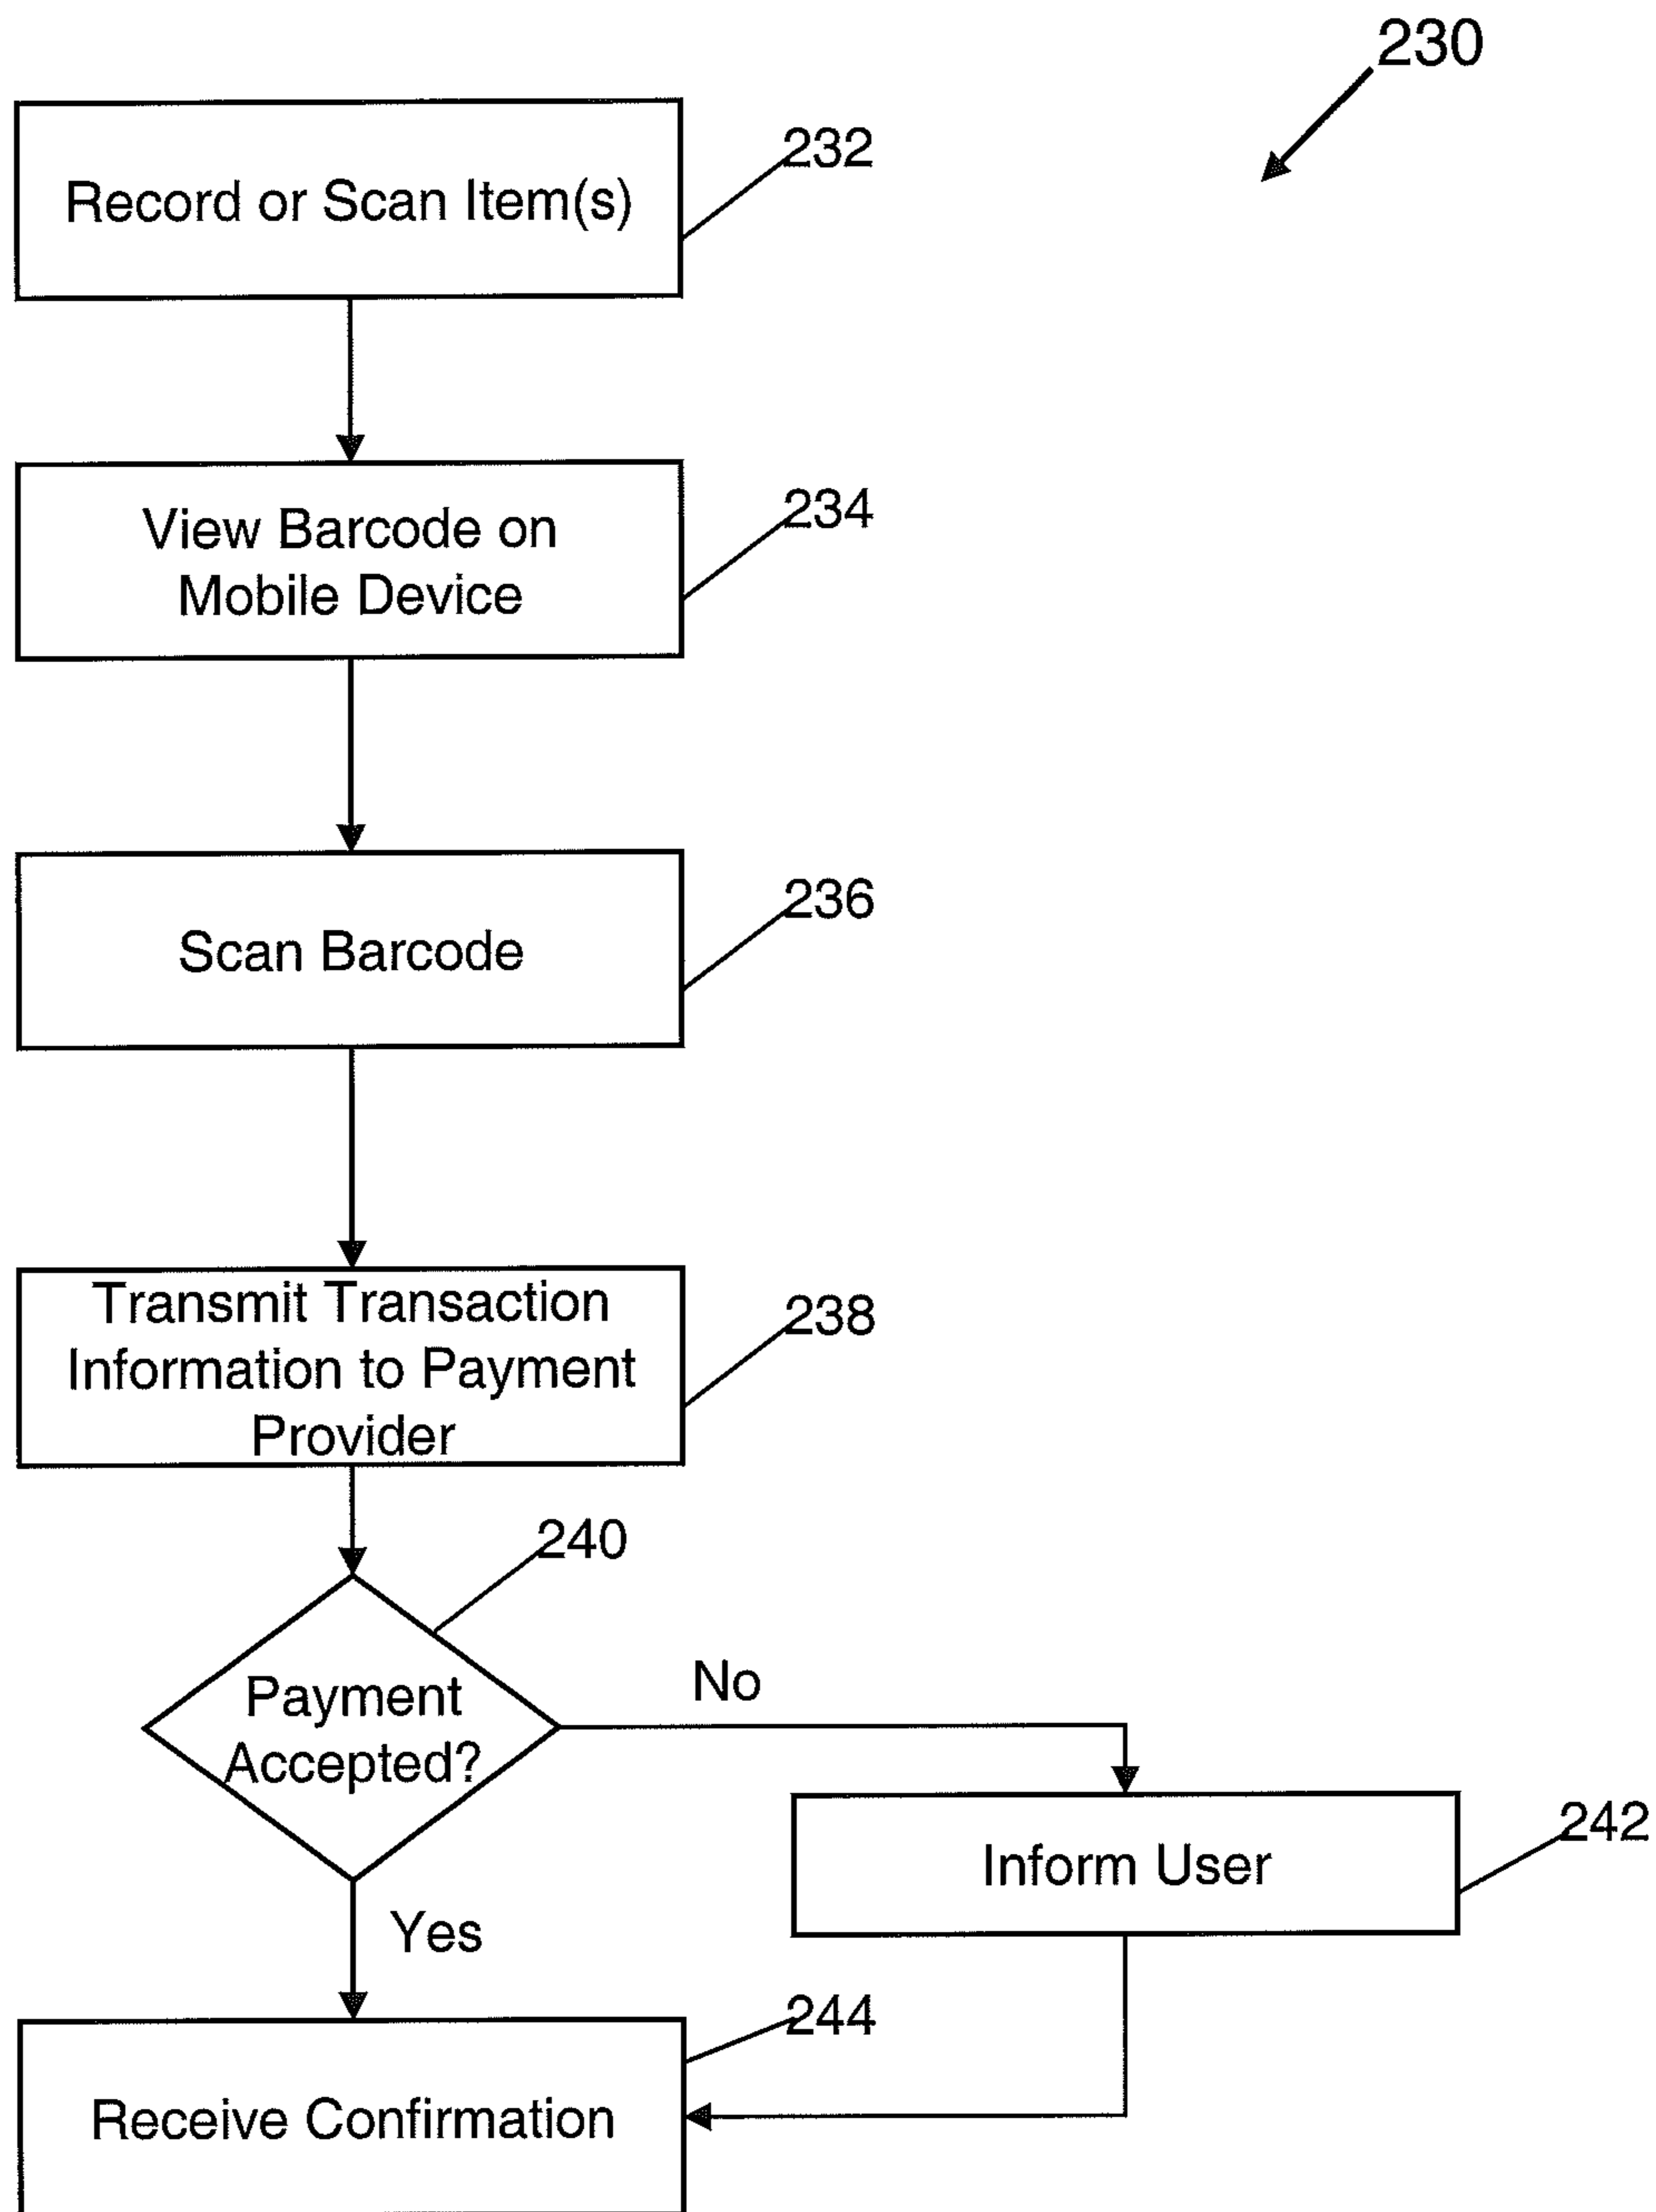 230
232
Record or Scan Item(s)
234
View Barcode on
Mobile Device
236
Scan Barcode
238
Transmit Transaction
Information to Payment
Provider
240
Payment
Accepted?
No
242
Inform User
Yes
244
Receive Confirmation